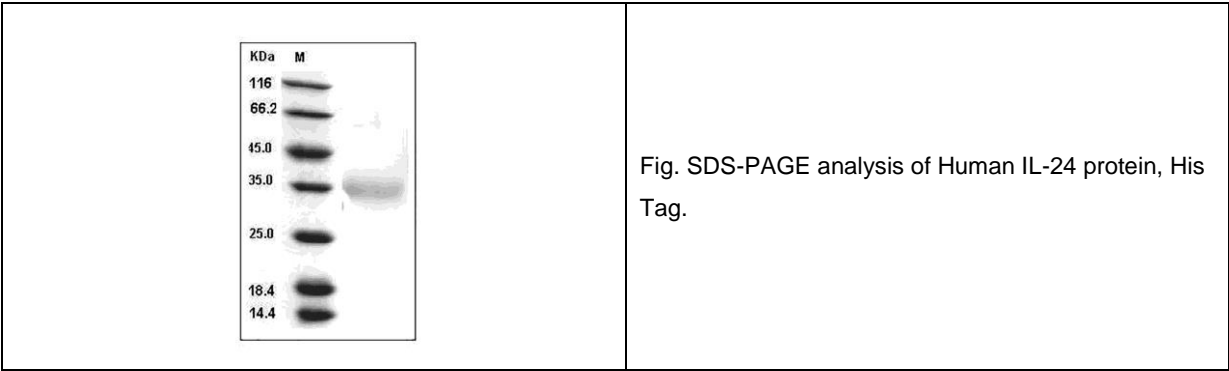 KDa M
116
66.2
45.0
35.0
25.0
18.4
14.4
Fig. SDS-PAGE analysis of Human IL-24 protein, His
Tag.